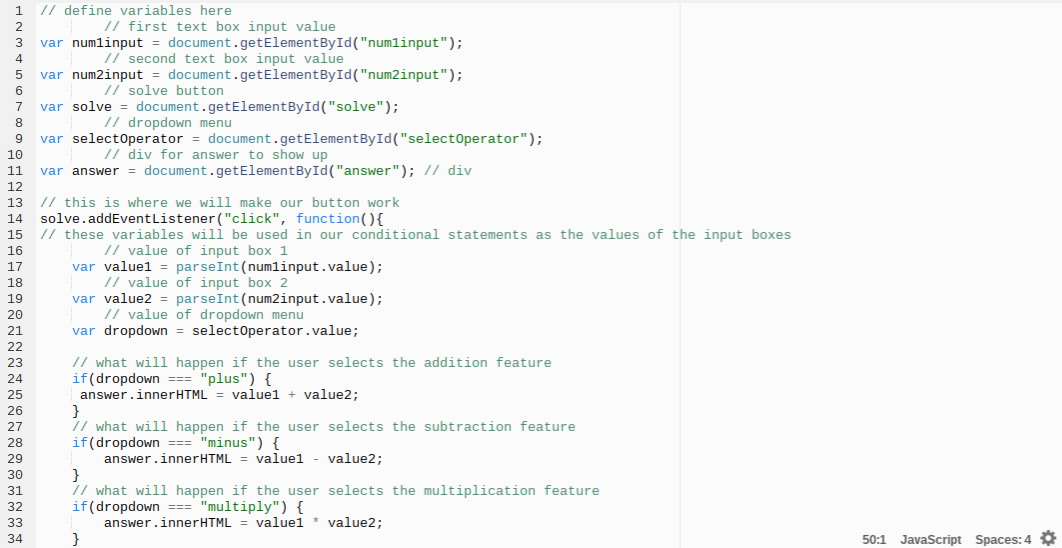 1 // define variables here
2         // first text box input value
3 var num1input = document.getElementById("num1input");
4         // second text box input value
5 var num2input = document.getElementById("num2input");
6         // solve button
7 var solve = document.getElementById("solve");
8         // dropdown menu
9 var selectOperator = document.getElementById("selectOperator");
10         // div for answer to show up
11 var answer = document.getElementById("answer"); // div
12
13 // this is where we will make our button work
14 solve.addEventListener("click", function(){
15 // these variables will be used in our conditional statements as the values of the input boxes
16         // value of input box 1
17     var value1 = parseInt(num1input.value);
18         // value of input box 2
19     var value2 = parseInt(num2input.value);
20         // value of dropdown menu
21     var dropdown = selectOperator.value;
22
23     // what will happen if the user selects the addition feature
24     if(dropdown === "plus") {
25      answer.innerHTML = value1 + value2;
26     }
27     // what will happen if the user selects the subtraction feature
28     if(dropdown === "minus") {
29         answer.innerHTML = value1 - value2;
30     }
31     // what will happen if the user selects the multiplication feature
32     if(dropdown === "multiply") {
33         answer.innerHTML = value1 * value2;
34     }
50:1 JavaScript Spaces: 4